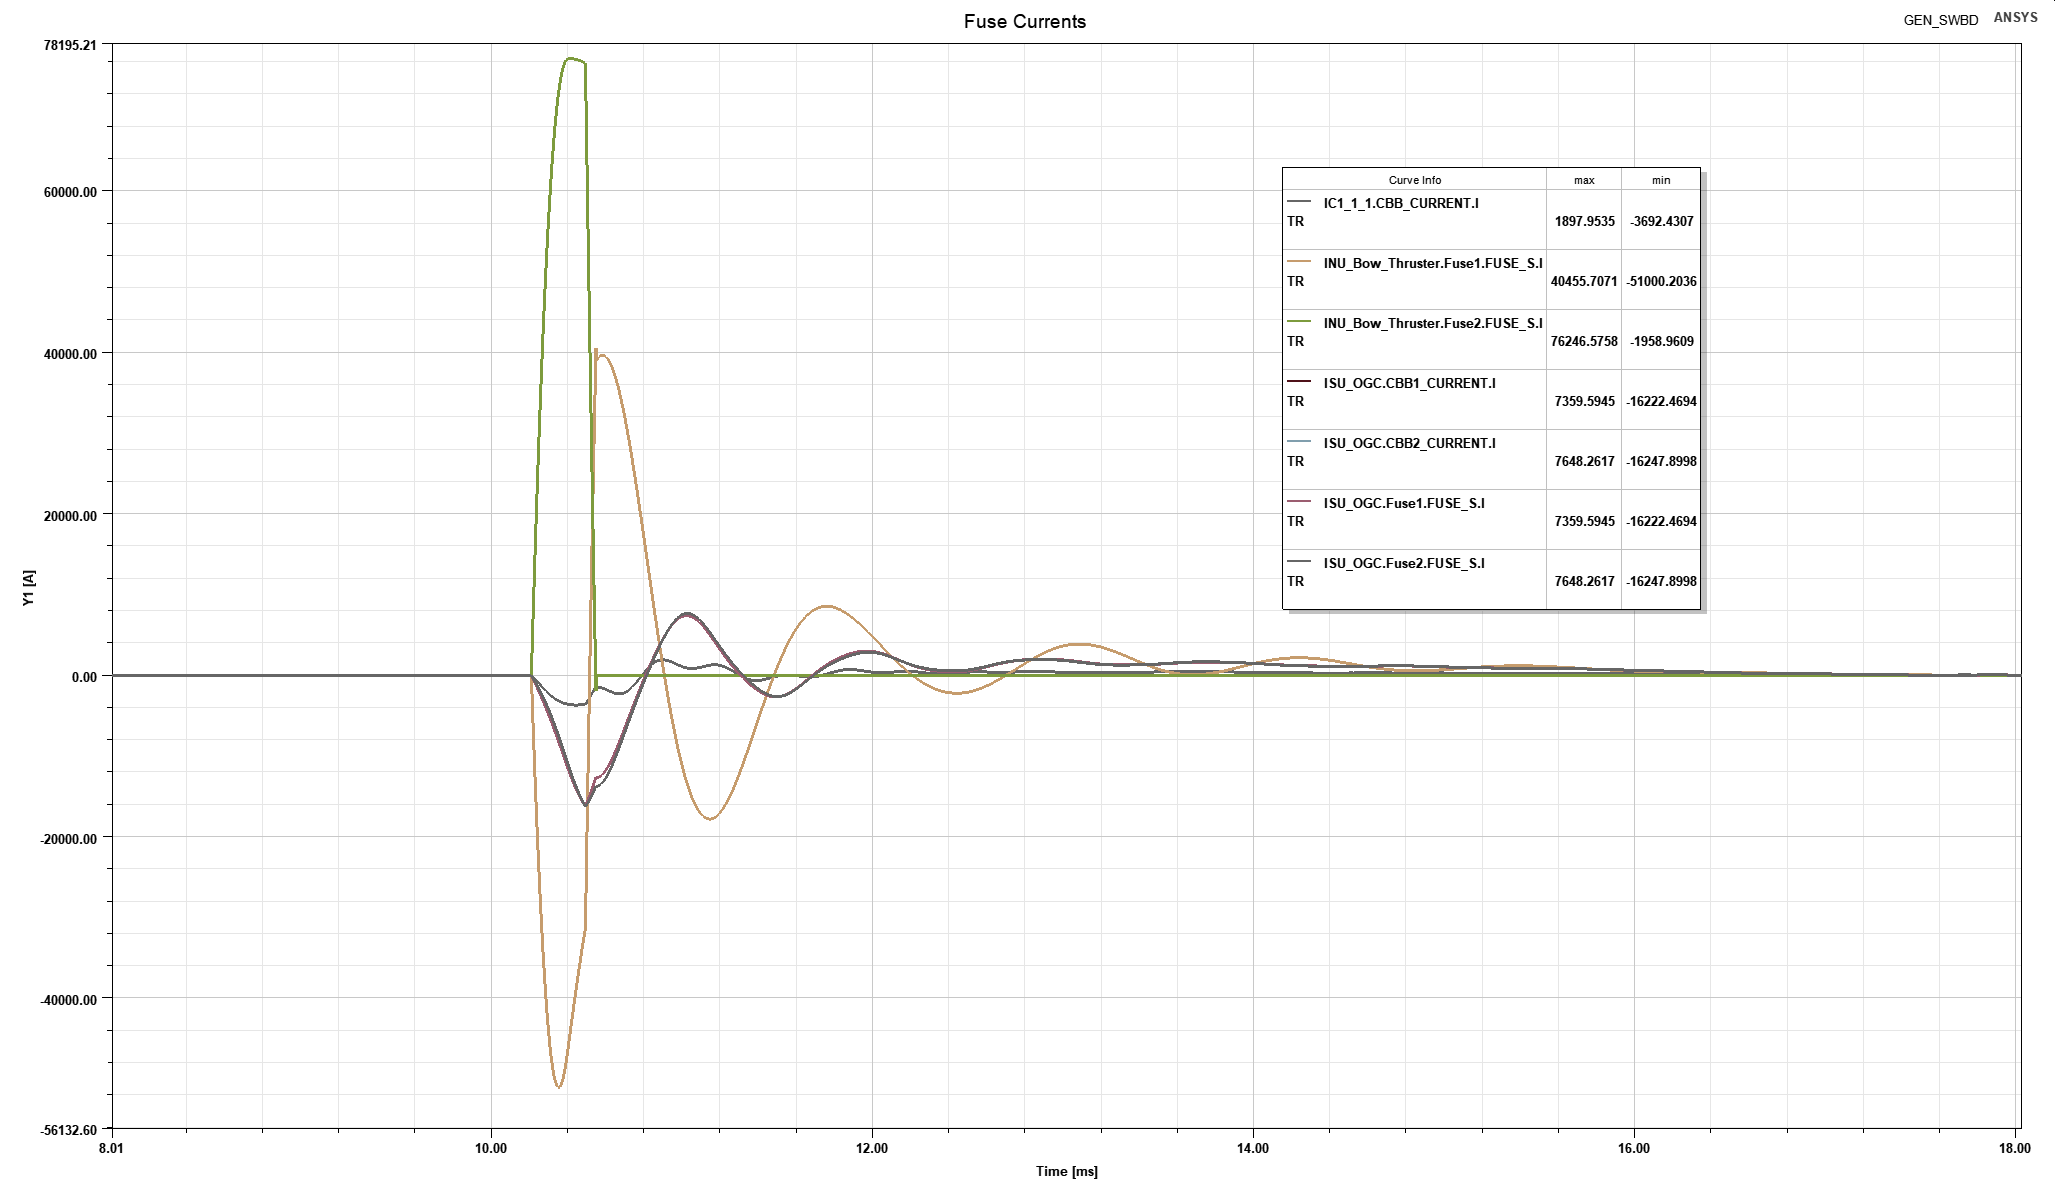 Fuse Currents
GEN_SWBD ANSYS
78195.21
60000.00
40000.00
20000.00
0.00
-20000.00
-40000.00
-56132.60
Y1 [A]
Curve Info max min
IC1_1_1.CBB_CURRENT.I
TR 1897.9535 -3692.4307
INU_Bow_Thruster.Fuse1.FUSE_S.I
TR 40455.7071 -51000.2036
INU_Bow_Thruster.Fuse2.FUSE_S.I
TR 76246.5758 -1958.9609
ISU_OGC.CBB1_CURRENT.I
TR 7359.5945 -16222.4694
ISU_OGC.CBB2_CURRENT.I
TR 7648.2617 -16247.8998
ISU_OGC.Fuse1.FUSE_S.I
TR 7359.5945 -16222.4694
ISU_OGC.Fuse2.FUSE_S.I
TR 7648.2617 -16247.8998
8.01 10.00 12.00 14.00 16.00 18.00
Time [ms]